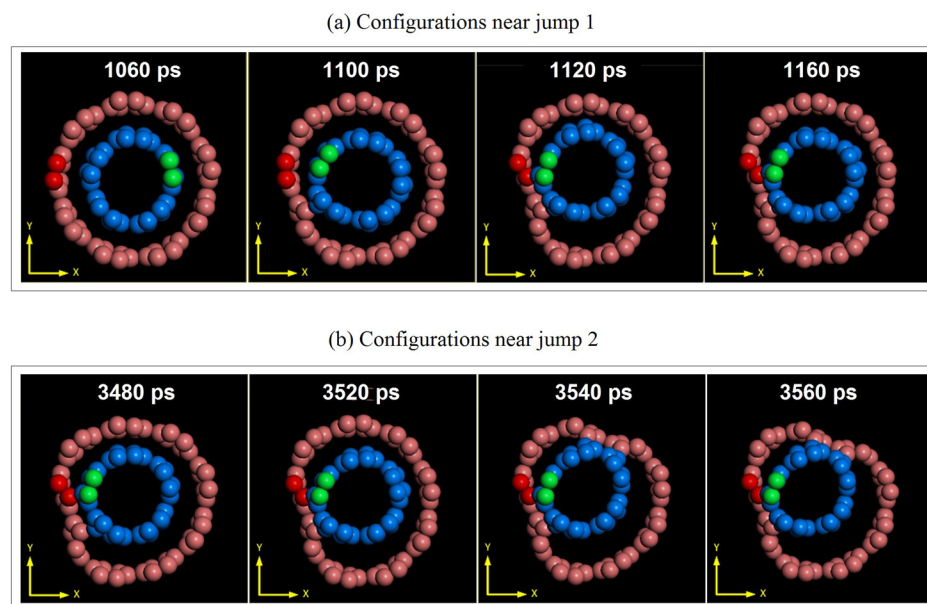 (a) Configurations near jump 1
1060 ps 1100 ps 1120 ps 1160 ps
Y Y Y Y
X X X X
(b) Configurations near jump 2
3480 ps 3520 ps 3540 ps 3560 ps
Y Y Y Y
X X X X